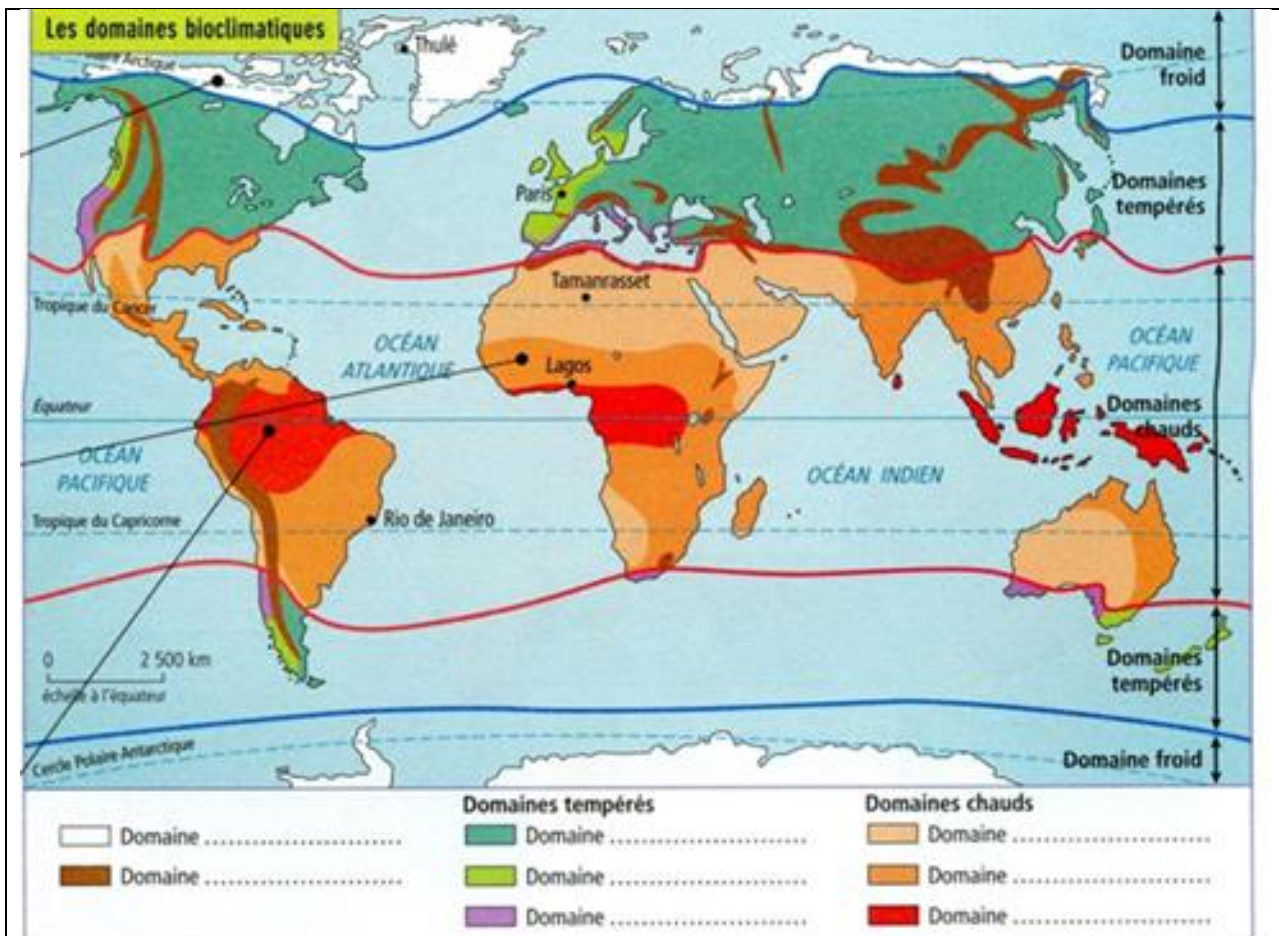 Les domaines bioclimatiques
Thulé
Arctique
Domaine
froid
Paris
Domaines
tempérés
Tamanrasset
Tropique du Cancer
OCÉAN
ATLANTIQUE
OCÉAN
PACIFIQUE
Lagos
Équateur
Domaines
chauds
OCÉAN
PACIFIQUE
OCÉAN INDIEN
Tropique du Capricorne
Rio de Janeiro
0 2 500 km
échelle à l'équateur
Domaines
tempérés
Cercle Polaire Antarctique
Domaine froid
Domaines tempérés
Domaines chauds
Domaine ........................
Domaine ........................
Domaine ........................
Domaine ........................
Domaine ........................
Domaine ........................
Domaine ........................
Domaine ........................